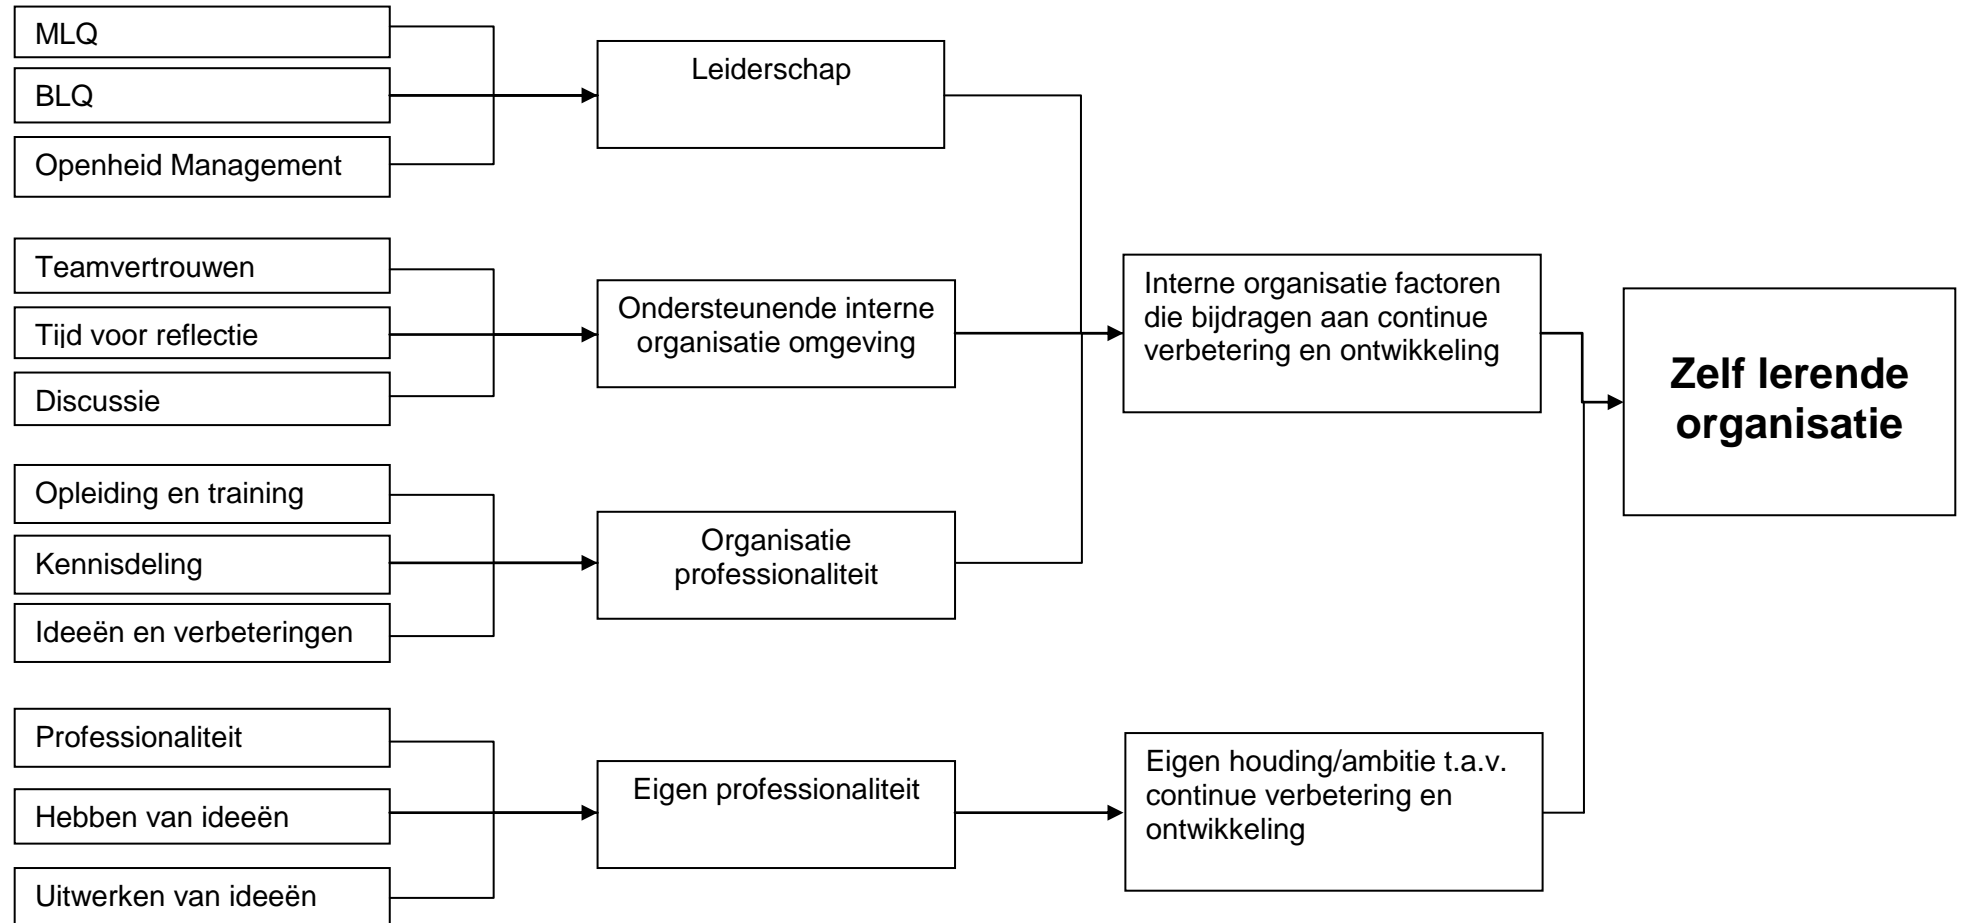 MLQ
BLQ
Openheid Management
Leiderschap
Teamvertrouwen
Tijd voor reflectie
Discussie
Ondersteunende interne
organisatie omgeving
Opleiding en training
Kennisdeling
Ideeën en verbeteringen
Organisatie
professionaliteit
Interne organisatie factoren
die bijdragen aan continue
verbetering en ontwikkeling
Professionaliteit
Hebben van ideeën
Uitwerken van ideeën
Eigen professionaliteit
Eigen houding/ambitie t.a.v.
continue verbetering en
ontwikkeling
Zelf lerende
organisatie